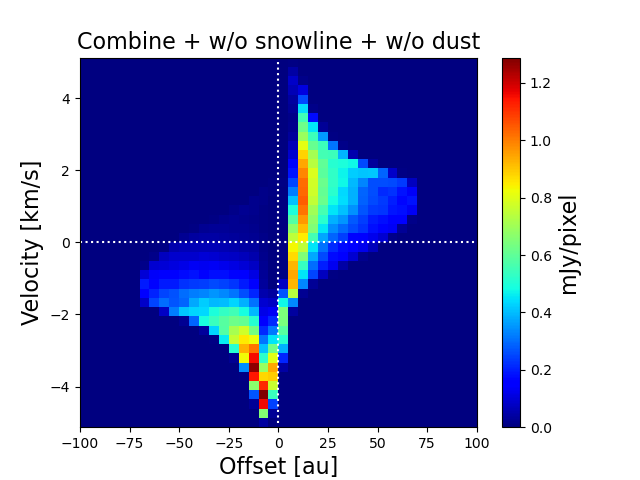 Combine + w/o snowline + w/o dust
4
2
0
−2
−4
Velocity [km/s]
−100 −75 −50 −25 0 25 50 75 100
Offset [au]
1.2
1.0
0.8
0.6
0.4
0.2
0.0
mJy/pixel